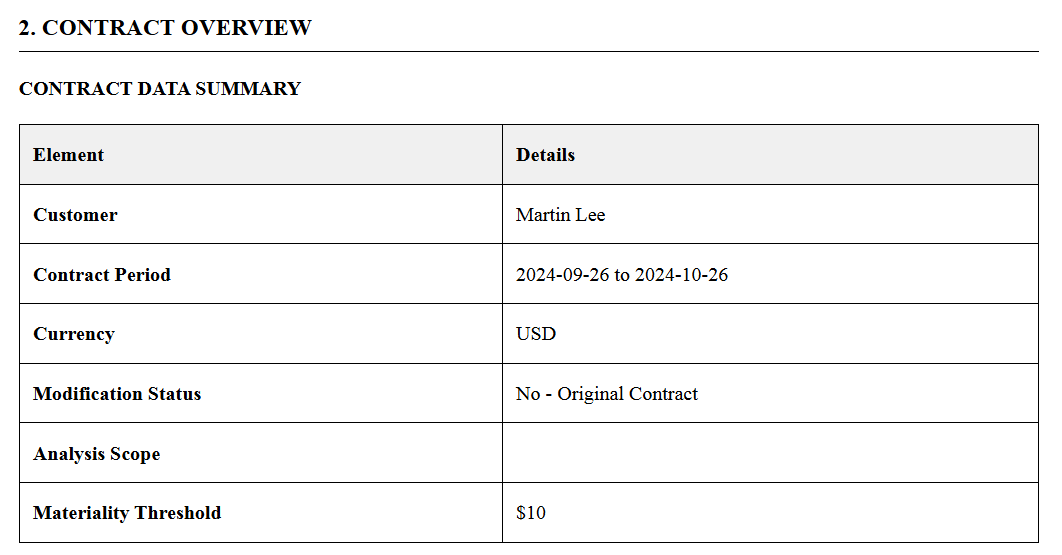 2. CONTRACT OVERVIEW
CONTRACT DATA SUMMARY
Element Details
Customer Martin Lee
Contract Period 2024-09-26 to 2024-10-26
Currency USD
Modification Status No - Original Contract
Analysis Scope
Materiality Threshold $10